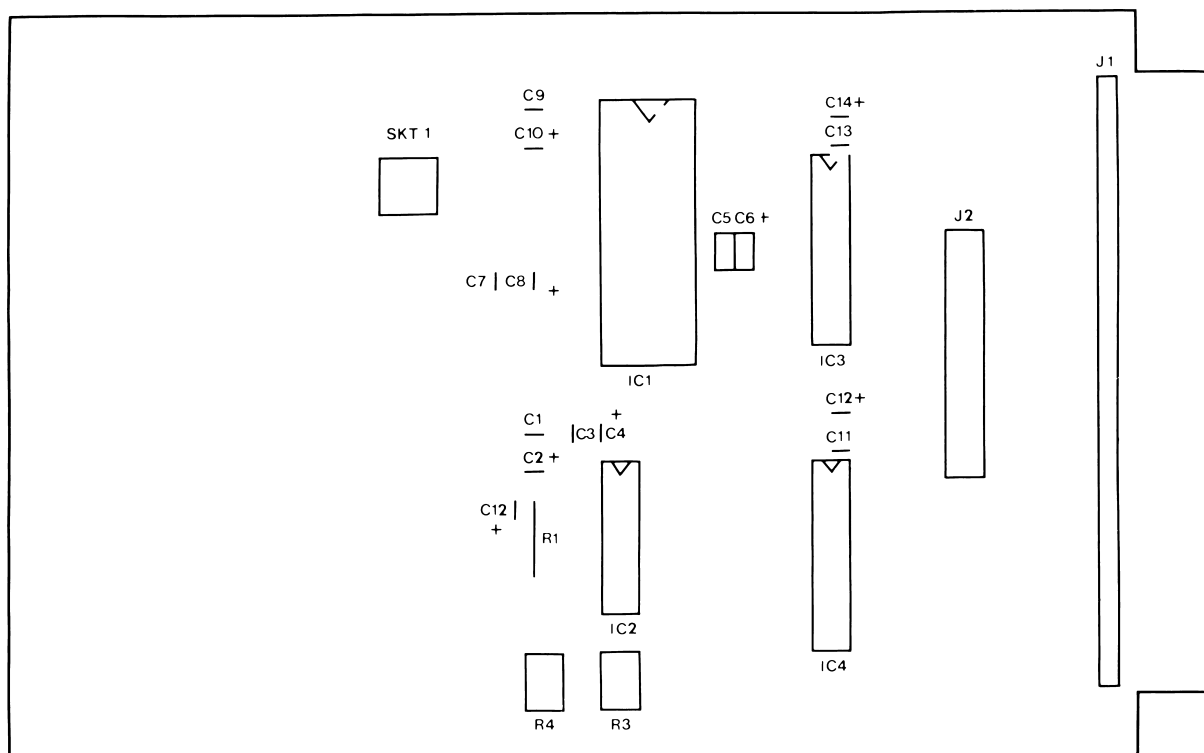 J1
C9
C14+
C10 +
C13
SKT 1
C5 C6 +
J2
C7 C8 +
IC3
IC1
C12+
+
C1
C3 C4
C11
C2 +
C12
+
R1
IC2
IC4
R4
R3